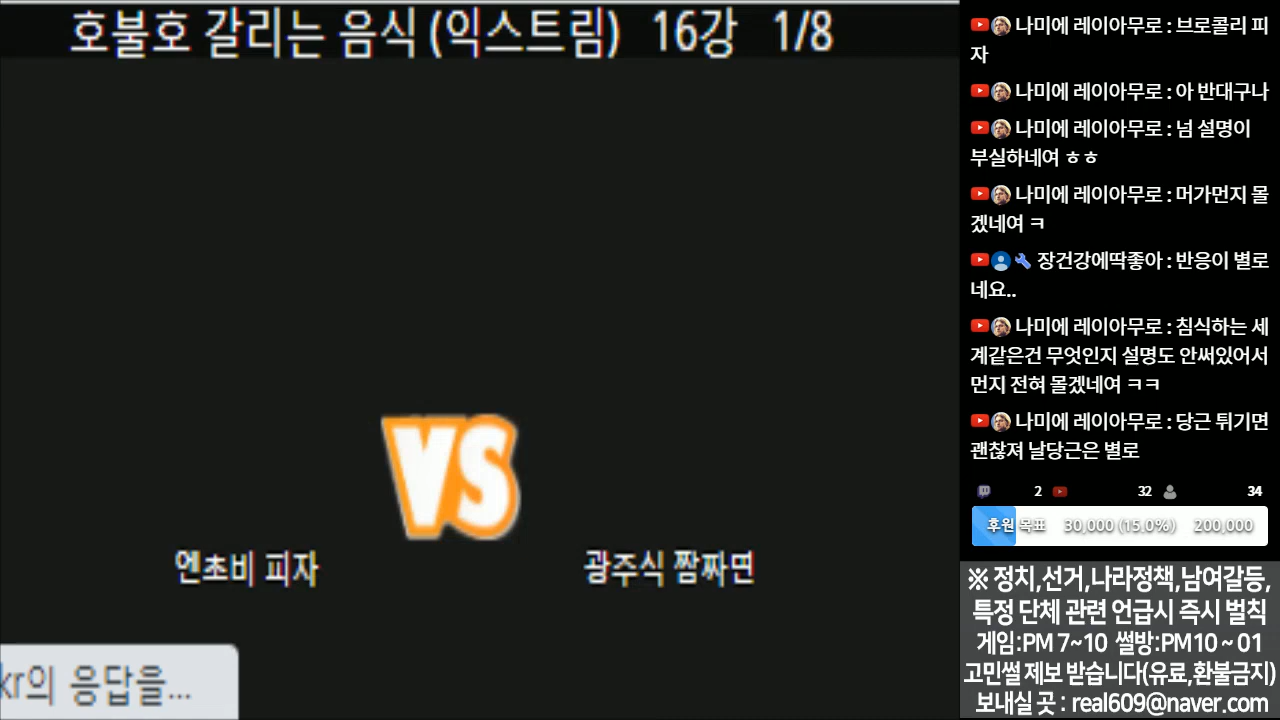 호불호 갈리는 음식 (익스트림) 16강 1/8
VS
엔초비 피자
광주식 짬짜면
kr의 응답을...
나미에 레이아무로 : 브로콜리 피
자
나미에 레이아무로 : 아 반대구나
나미에 레이아무로 : 넘 설명이
부실하네여 ㅎㅎ
나미에 레이아무로 : 머가먼지 몰
겠네여 ㅋ
장건강에딱좋아 : 반응이 별로
네요..
나미에 레이아무로 : 침식하는 세
계같은건 무엇인지 설명도 안써있어서
먼지 전혀 몰겠네여 ㅋㅋ
나미에 레이아무로 : 당근 튀기면
괜찮져 날당근은 별로
2 32 34
후원 목표 30,000 (15.0%) 200,000
※ 정치,선거,나라정책,남여갈등,
특정 단체 관련 언급시 즉시 벌칙
게임:PM 7~10 썰방:PM10 ~ 01
고민썰 제보 받습니다(유료,환불금지)
보내실 곳 : real609@naver.com